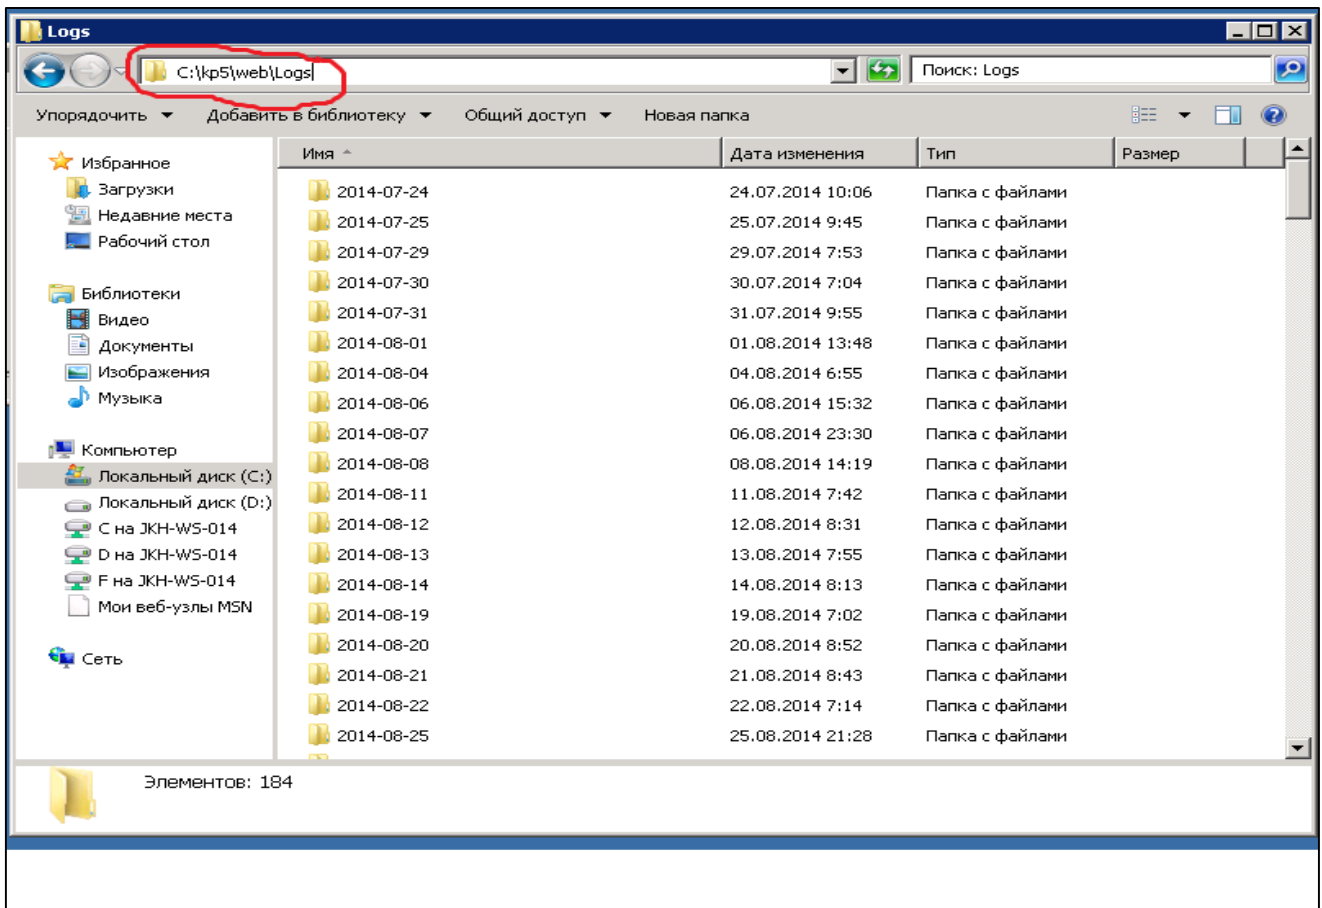 Logs
C:\kp5\web\Logs
Поиск: Logs
Упорядочить Добавить в библиотеку Общий доступ Новая папка
Избранное
Загрузки
Недавние места
Рабочий стол
Библиотеки
Видео
Документы
Изображения
Музыка
Компьютер
Локальный диск (C:)
Локальный диск (D:)
C на JKH-WS-014
D на JKH-WS-014
F на JKH-WS-014
Мои веб-узлы MSN
Сеть
Имя Дата изменения Тип Размер
2014-07-24 24.07.2014 10:06 Папка с файлами
2014-07-25 25.07.2014 9:45 Папка с файлами
2014-07-29 29.07.2014 7:53 Папка с файлами
2014-07-30 30.07.2014 7:04 Папка с файлами
2014-07-31 31.07.2014 9:55 Папка с файлами
2014-08-01 01.08.2014 13:48 Папка с файлами
2014-08-04 04.08.2014 6:55 Папка с файлами
2014-08-06 06.08.2014 15:32 Папка с файлами
2014-08-07 06.08.2014 23:30 Папка с файлами
2014-08-08 08.08.2014 14:19 Папка с файлами
2014-08-11 11.08.2014 7:42 Папка с файлами
2014-08-12 12.08.2014 8:31 Папка с файлами
2014-08-13 13.08.2014 7:55 Папка с файлами
2014-08-14 14.08.2014 8:13 Папка с файлами
2014-08-19 19.08.2014 7:02 Папка с файлами
2014-08-20 20.08.2014 8:52 Папка с файлами
2014-08-21 21.08.2014 8:43 Папка с файлами
2014-08-22 22.08.2014 7:14 Папка с файлами
2014-08-25 25.08.2014 21:28 Папка с файлами
Элементов: 184